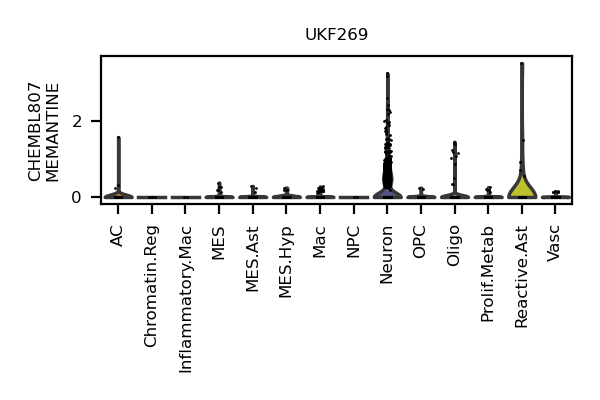 UKF269
CHEMBL807
MEMANTINE
2
0
AC
Chromatin.Reg
Inflammatory.Mac
MES
MES.Ast
MES.Hyp
Mac
NPC
Neuron
OPC
Oligo
Prolif.Metab
Reactive.Ast
Vasc